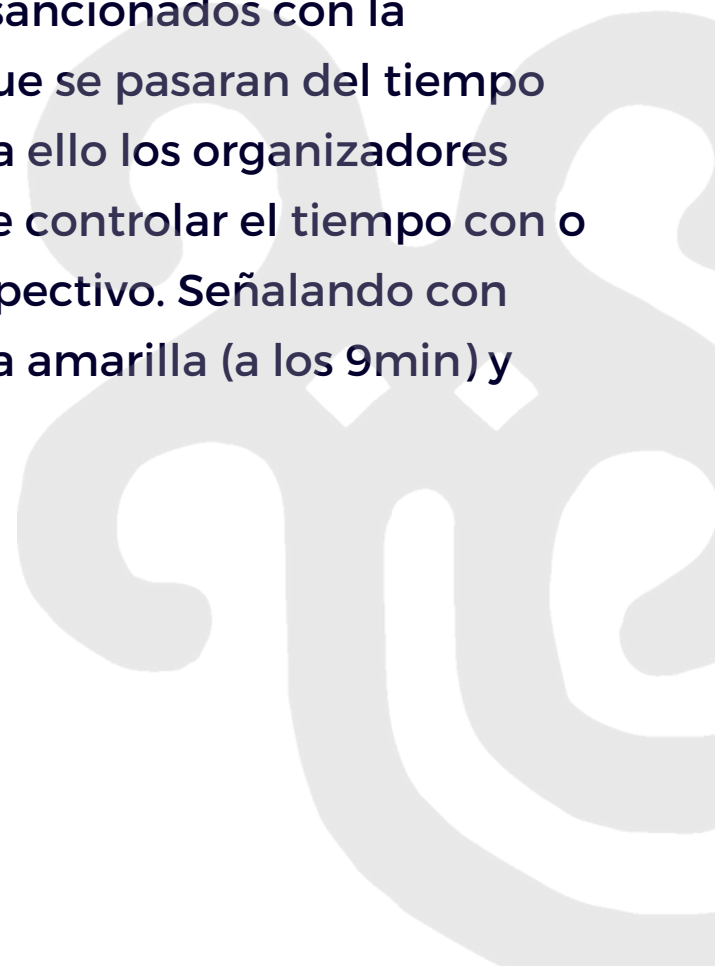 sancionados con la
ue se pasaran del tiempo
a ello los organizadores
e controlar el tiempo con o
pectivo. Señalando con
a amarilla (a los 9min) y